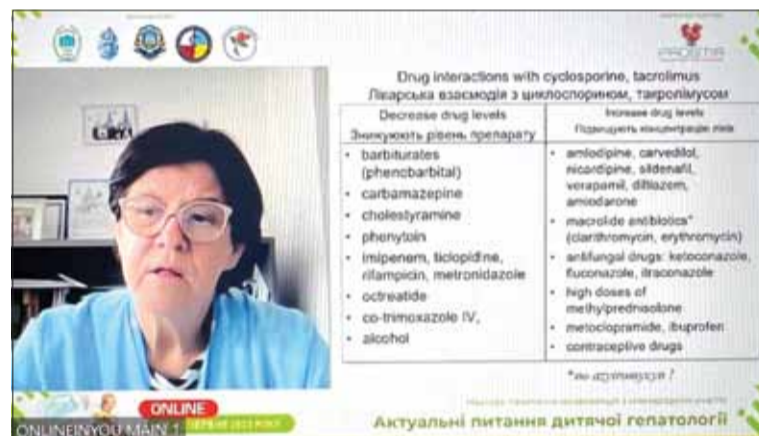 PROSTIR
Drug interactions with cyclosporine, tacrolimus
Лікарська взаємодія з циклоспорином, такролімусом
Decrease drug levels
Знижують рівень препарату
• barbiturates
(phenobarbital)
• carbamazepine
• cholestyramine
• phenytoin
• imipenem, ticlopidine,
rifampicin, metronidazole
• octreatide
• co-trimoxazole IV,
• alcohol
Increase drug levels
Підвищують концентрацію ліків
• amlodipine, carvedilol,
nicardipine, sildenafil,
verapamil, diltiazem,
amiodarone
• macrolide antibiotics*
(clarithromycin, erythromycin)
• antifungal drugs: ketoconazole,
fluconazole, itraconazole
• high doses of
methylprednisolone
• metoclopramide, ibuprofen
• contraceptive drugs
ONLINE
2023 РОКУ
ONLINEINYOU MAIN 1
Актуальні питання дитячої гепатології